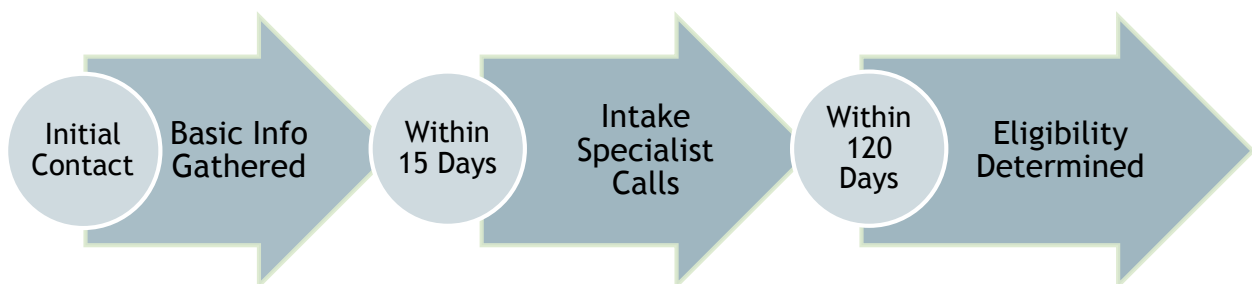 Initial
Contact
Basic Info
Gathered
Within
15 Days
Intake
Specialist
Calls
Within
120
Days
Eligibility
Determined